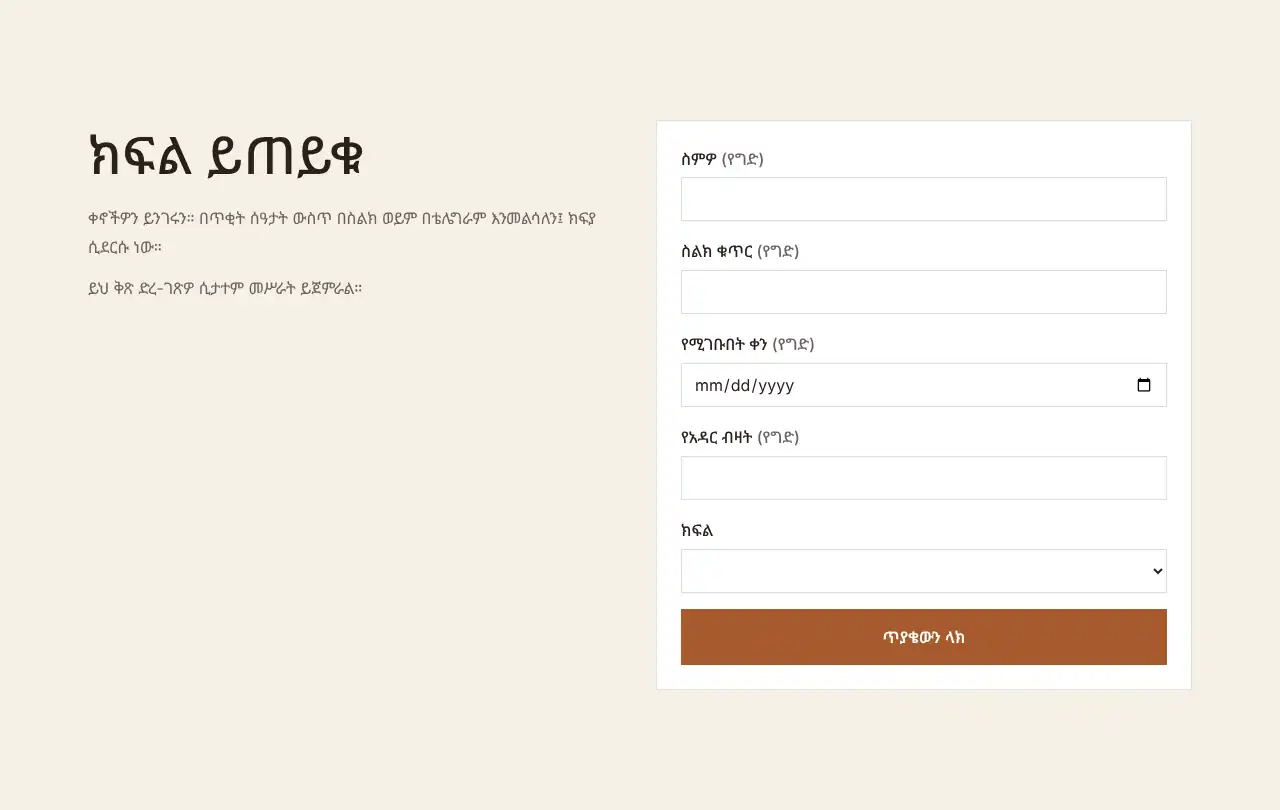 ክፍል ይጠይቁ
ቀኖችዎን ይንገሩን። በጥቂት ሰዓታት ውስጥ በስልክ ወይም በቴሌግራም እንመልሳለን፤ ክፍያ
ሲደርሱ ነው።
ይህ ቅጽ ድረ-ገጽዎ ሲታተም መሥራት ይጀምራል።
ስምዎ (የግድ)
ስልክ ቁጥር (የግድ)
የሚገቡበት ቀን (የግድ)
mm/dd/yyyy
የአዳር ብዛት (የግድ)
ክፍል
ጥያቄውን ላክ